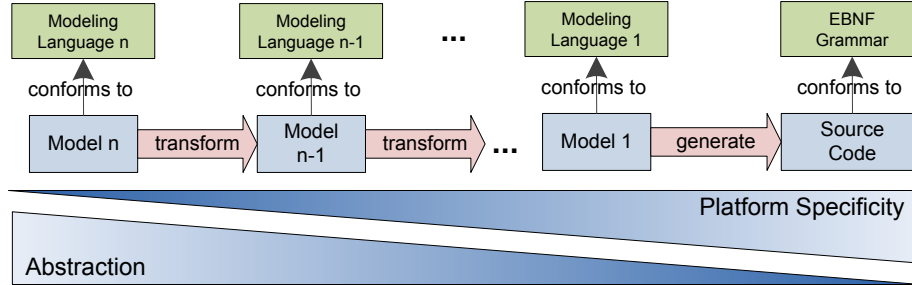 Modeling
Language n
Modeling
Language n-1
...
Modeling
Language 1
EBNF
Grammar
conforms to
conforms to
conforms to
conforms to
Model n
transform
Model
n-1
transform
...
Model 1
generate
Source
Code
Platform Specificity
Abstraction